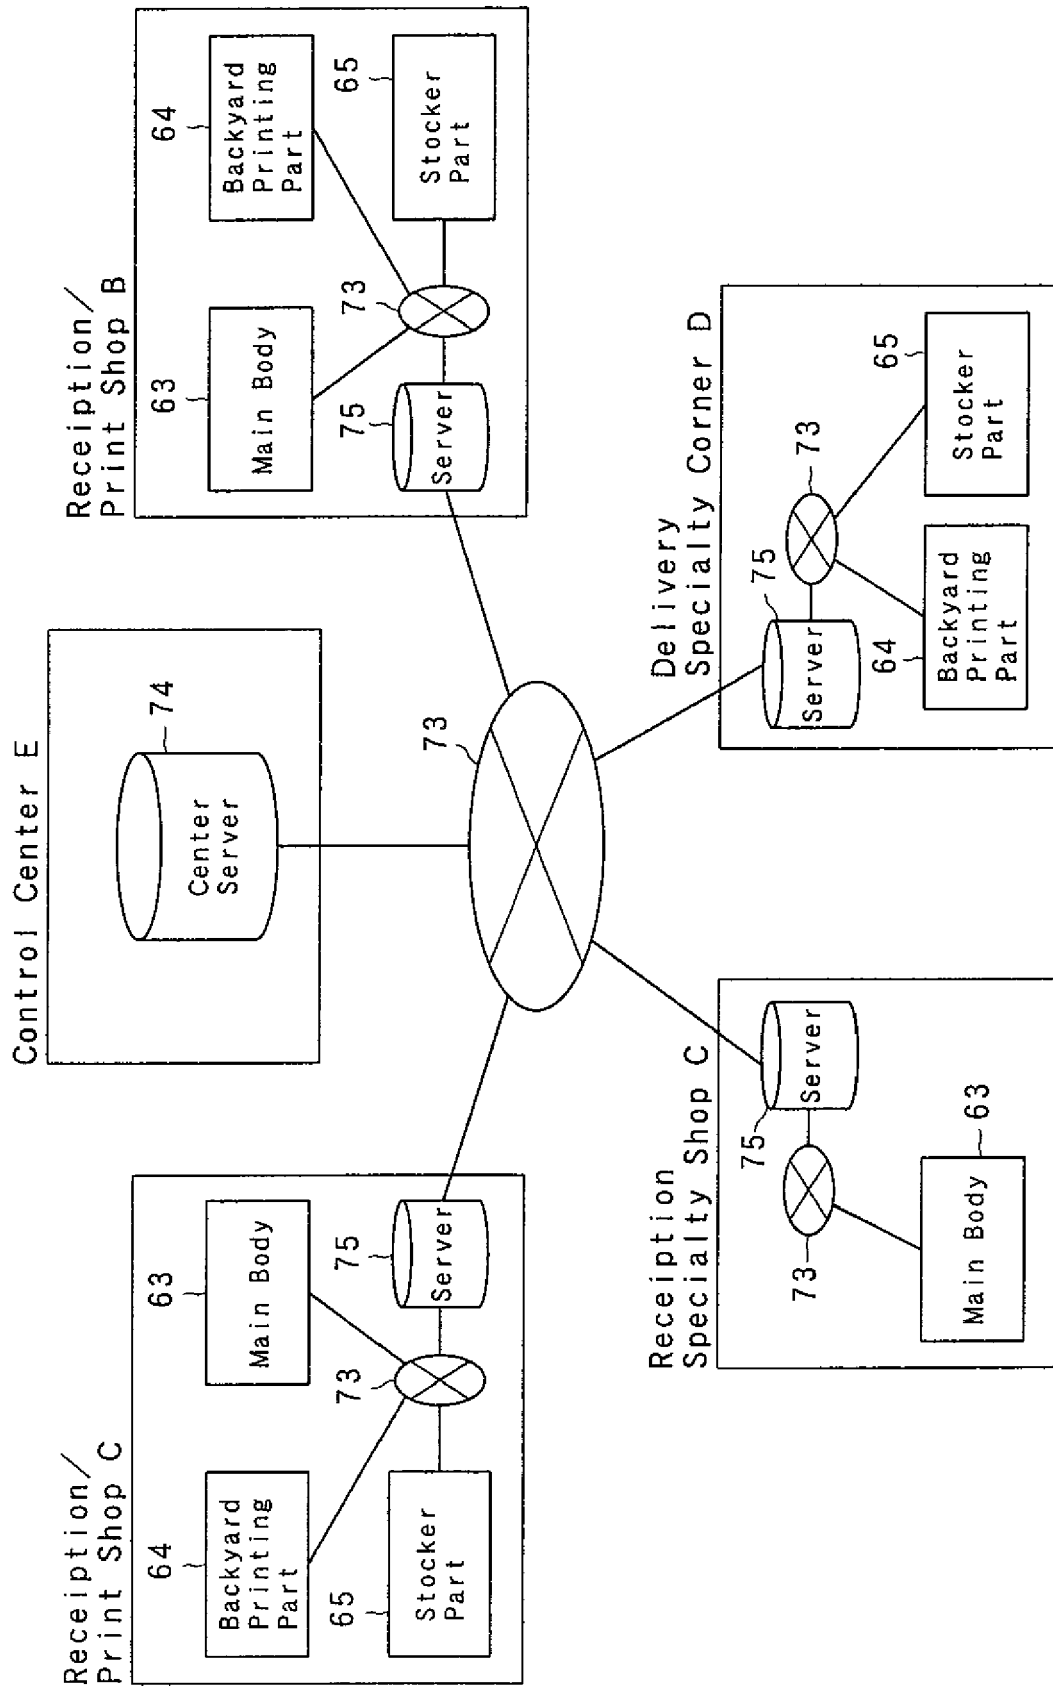 Control Center E
74
Center
Server
Receiption/
Print Shop C
64
Backyard
Printing
Part
63
Main Body
73
65
Stocker
Part
75
Server
Receiption/
Print Shop B
63
Main Body
64
Backyard
Printing
Part
75
Server
73
65
Stocker
Part
73
Receiption
Specialty Shop C
75
Server
73
Main Body
63
Delivery
Specialty Corner D
75
Server
73
64
Backyard
Printing
Part
65
Stocker
Part